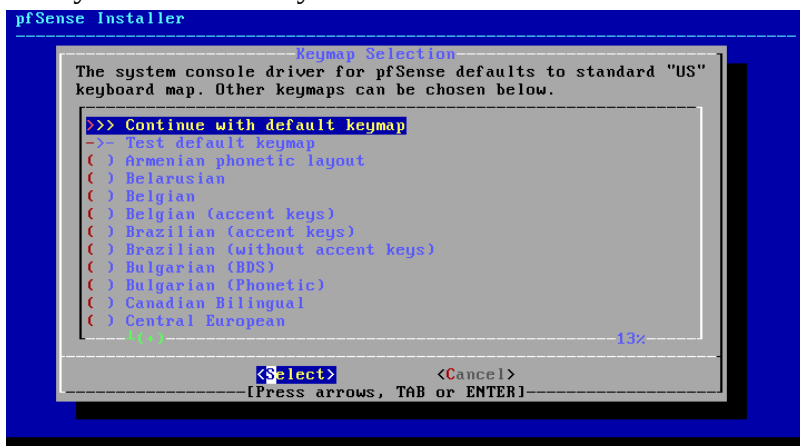 pfSense Installer
Keymap Selection
The system console driver for pfSense defaults to standard "US"
keyboard map. Other keymaps can be chosen below.
>>> Continue with default keymap
->- Test default keymap
( ) Armenian phonetic layout
( ) Belarusian
( ) Belgian
( ) Belgian (accent keys)
( ) Brazilian (accent keys)
( ) Brazilian (without accent keys)
( ) Bulgarian (BDS)
( ) Bulgarian (Phonetic)
( ) Canadian Bilingual
( ) Central European
(+) 13%
<Select> <Cancel>
[Press arrows, TAB or ENTER]